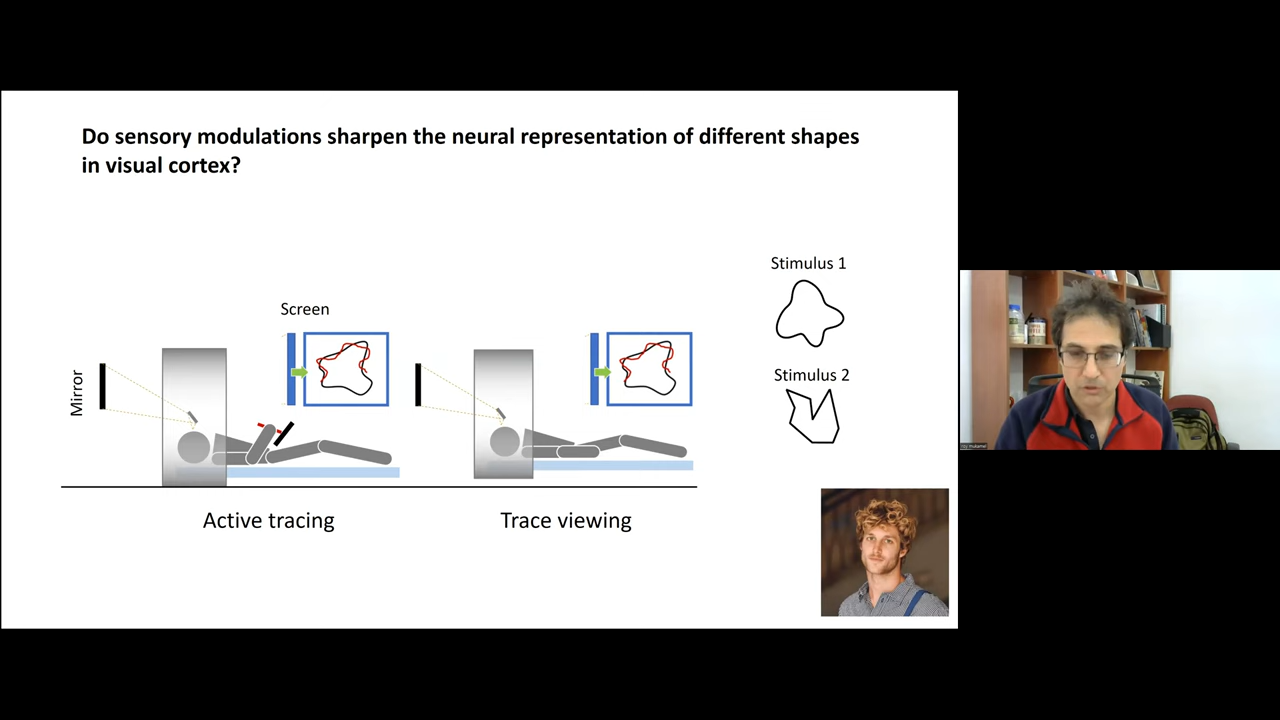 Do sensory modulations sharpen the neural representation of different shapes
in visual cortex?
Stimulus 1
Screen
Stimulus 2
Mirror
Active tracing
Trace viewing